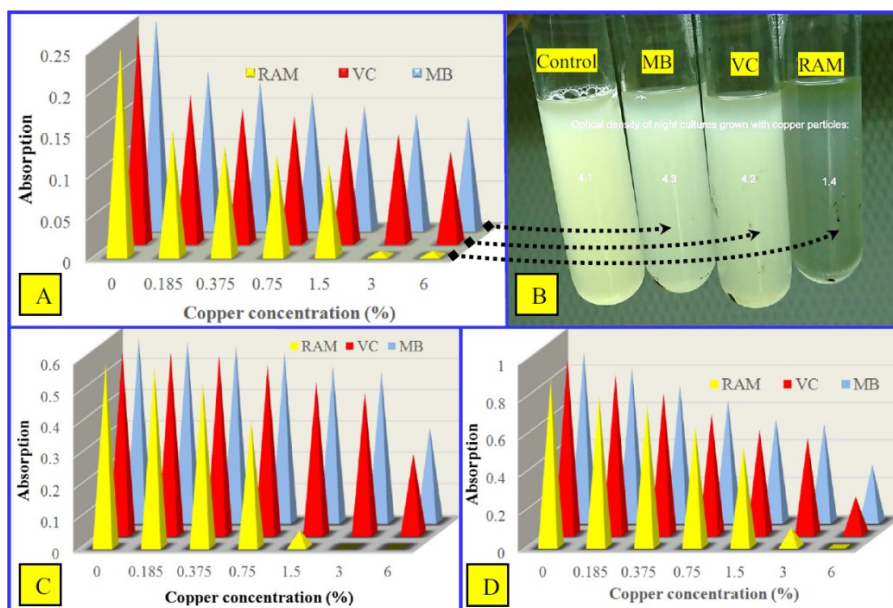 0.25
0.2
0.15
0.1
0.05
0
Absorption
RAM VC MB
0 0.185 0.375 0.75 1.5 3 6
Copper concentration (%)
A
Control MB VC RAM
Optical density of night cultures grown with copper particles:
4.1 4.3 4.2 1.4
B
0.6
0.5
0.4
0.3
0.2
0.1
0
Absorption
RAM VC MB
0 0.185 0.375 0.75 1.5 3 6
Copper concentration (%)
C
1
0.8
0.6
0.4
0.2
0
Absorption
RAM VC MB
0 0.185 0.375 0.75 1.5 3 6
Copper concentration (%)
D